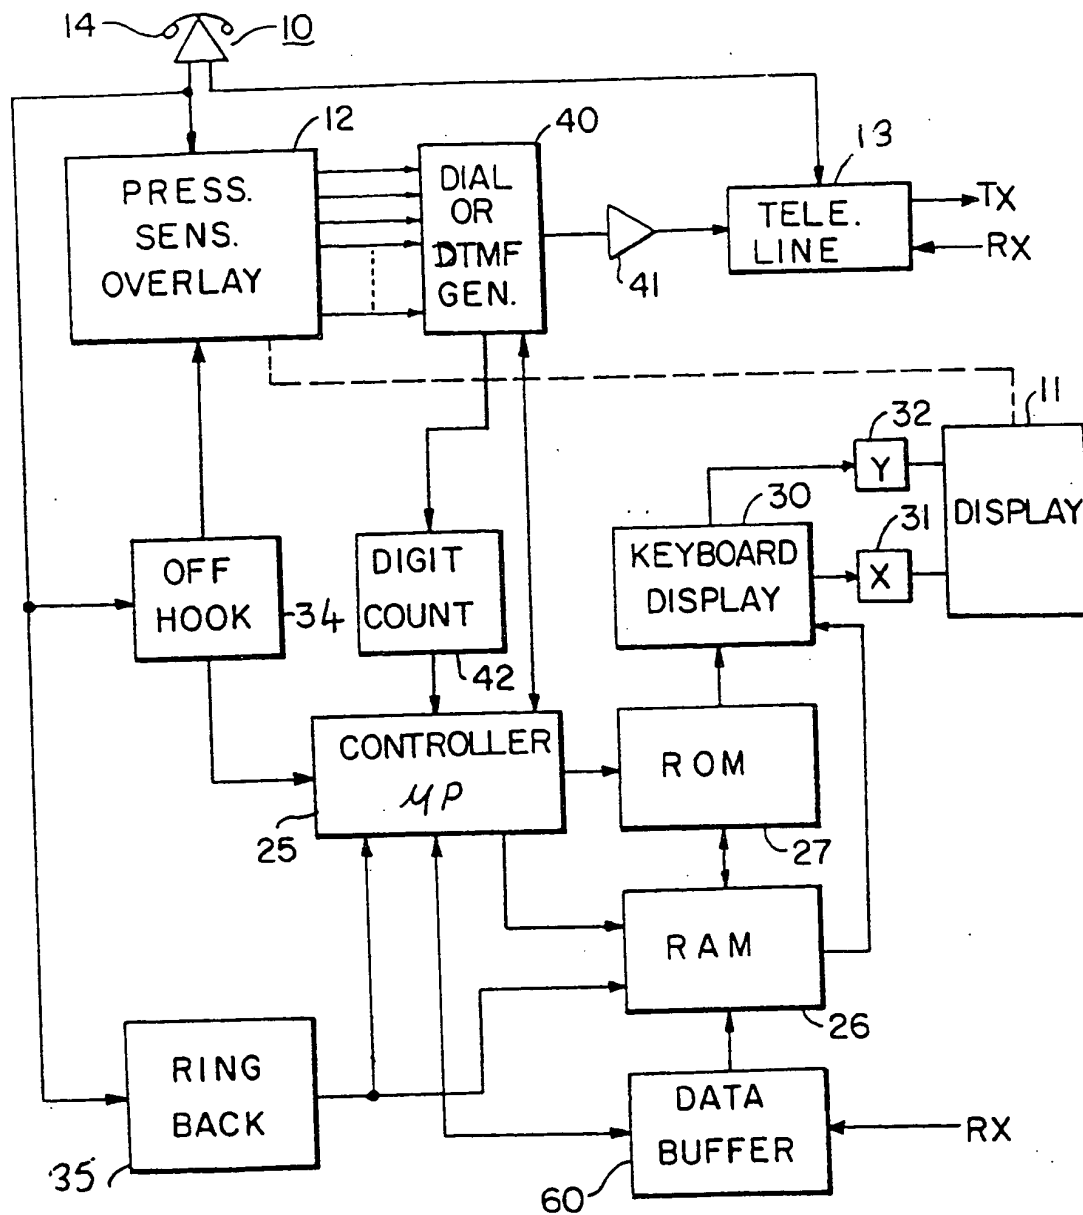 14
10
12
PRESS.
SENS.
OVERLAY
40
DIAL
OR
DTMF
GEN.
41
13
TELE.
LINE
TX
RX
11
DISPLAY
32
Y
31
X
30
KEYBOARD
DISPLAY
OFF
HOOK
34
DIGIT
COUNT
42
CONTROLLER
μP
25
ROM
27
RAM
26
RING
BACK
35
DATA
BUFFER
60
RX